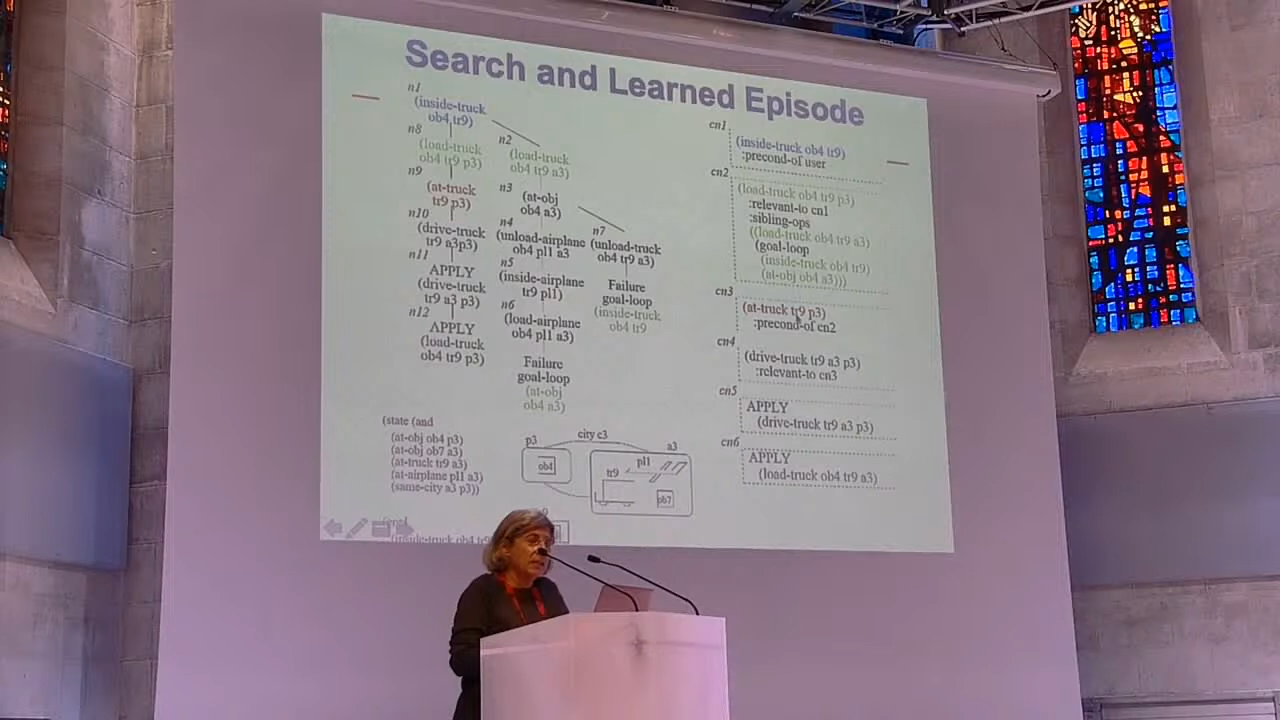 Search and Learned Episode
n1
(inside-truck
ob4 tr9)
n8
(load-truck
ob4 tr9 p3)
n9
(at-truck
tr9 p3)
n10
(drive-truck
tr9 a3p3)
n11
APPLY
(drive-truck
tr9 a3 p3)
n12
APPLY
(load-truck
ob4 tr9 p3)
n2
(load-truck
ob4 tr9 a3)
n3
(at-obj
ob4 a3)
n4
(unload-airplane
ob4 pl1 a3
n5
(inside-airplane
tr9 pl1)
n6
(load-airplane
ob4 pl1 a3)
Failure
goal-loop
(at-obj
ob4 a3)
n7
(unload-truck
ob4 tr9 a3)
Failure
goal-loop
(inside-truck
ob4 tr9
(state (and
(at-obj ob4 p3)
(at-obj ob7 a3)
(at-truck tr9 a3)
(at-airplane pl1 a3)
(same-city a3 p3))
(inside-truck ob4 tr9
p3
city c3
a3
ob4
tr9
pl1
ob7
cn1
(inside-truck ob4 tr9)
:precond-of user
cn2
(load-truck ob4 tr9 p3)
:relevant-to cn1
:sibling-ops
((load-truck ob4 tr9 a3)
(goal-loop
(inside-truck ob4 tr9)
(at-obj ob4 a3)))
cn3
(at-truck tr9 p3)
:precond-of cn2
cn4
(drive-truck tr9 a3 p3)
:relevant-to cn3
cn5
APPLY
(drive-truck tr9 a3 p3)
cn6
APPLY
(load-truck ob4 tr9 a3)